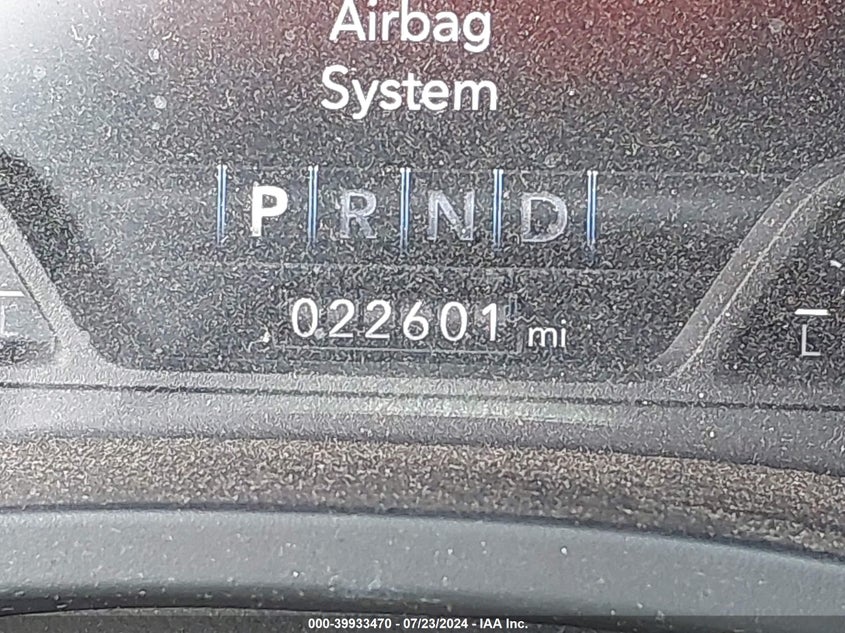 Airbag
System
P R N D
022601 mi
L
000-39933470 - 07/23/2024 - IAA Inc.